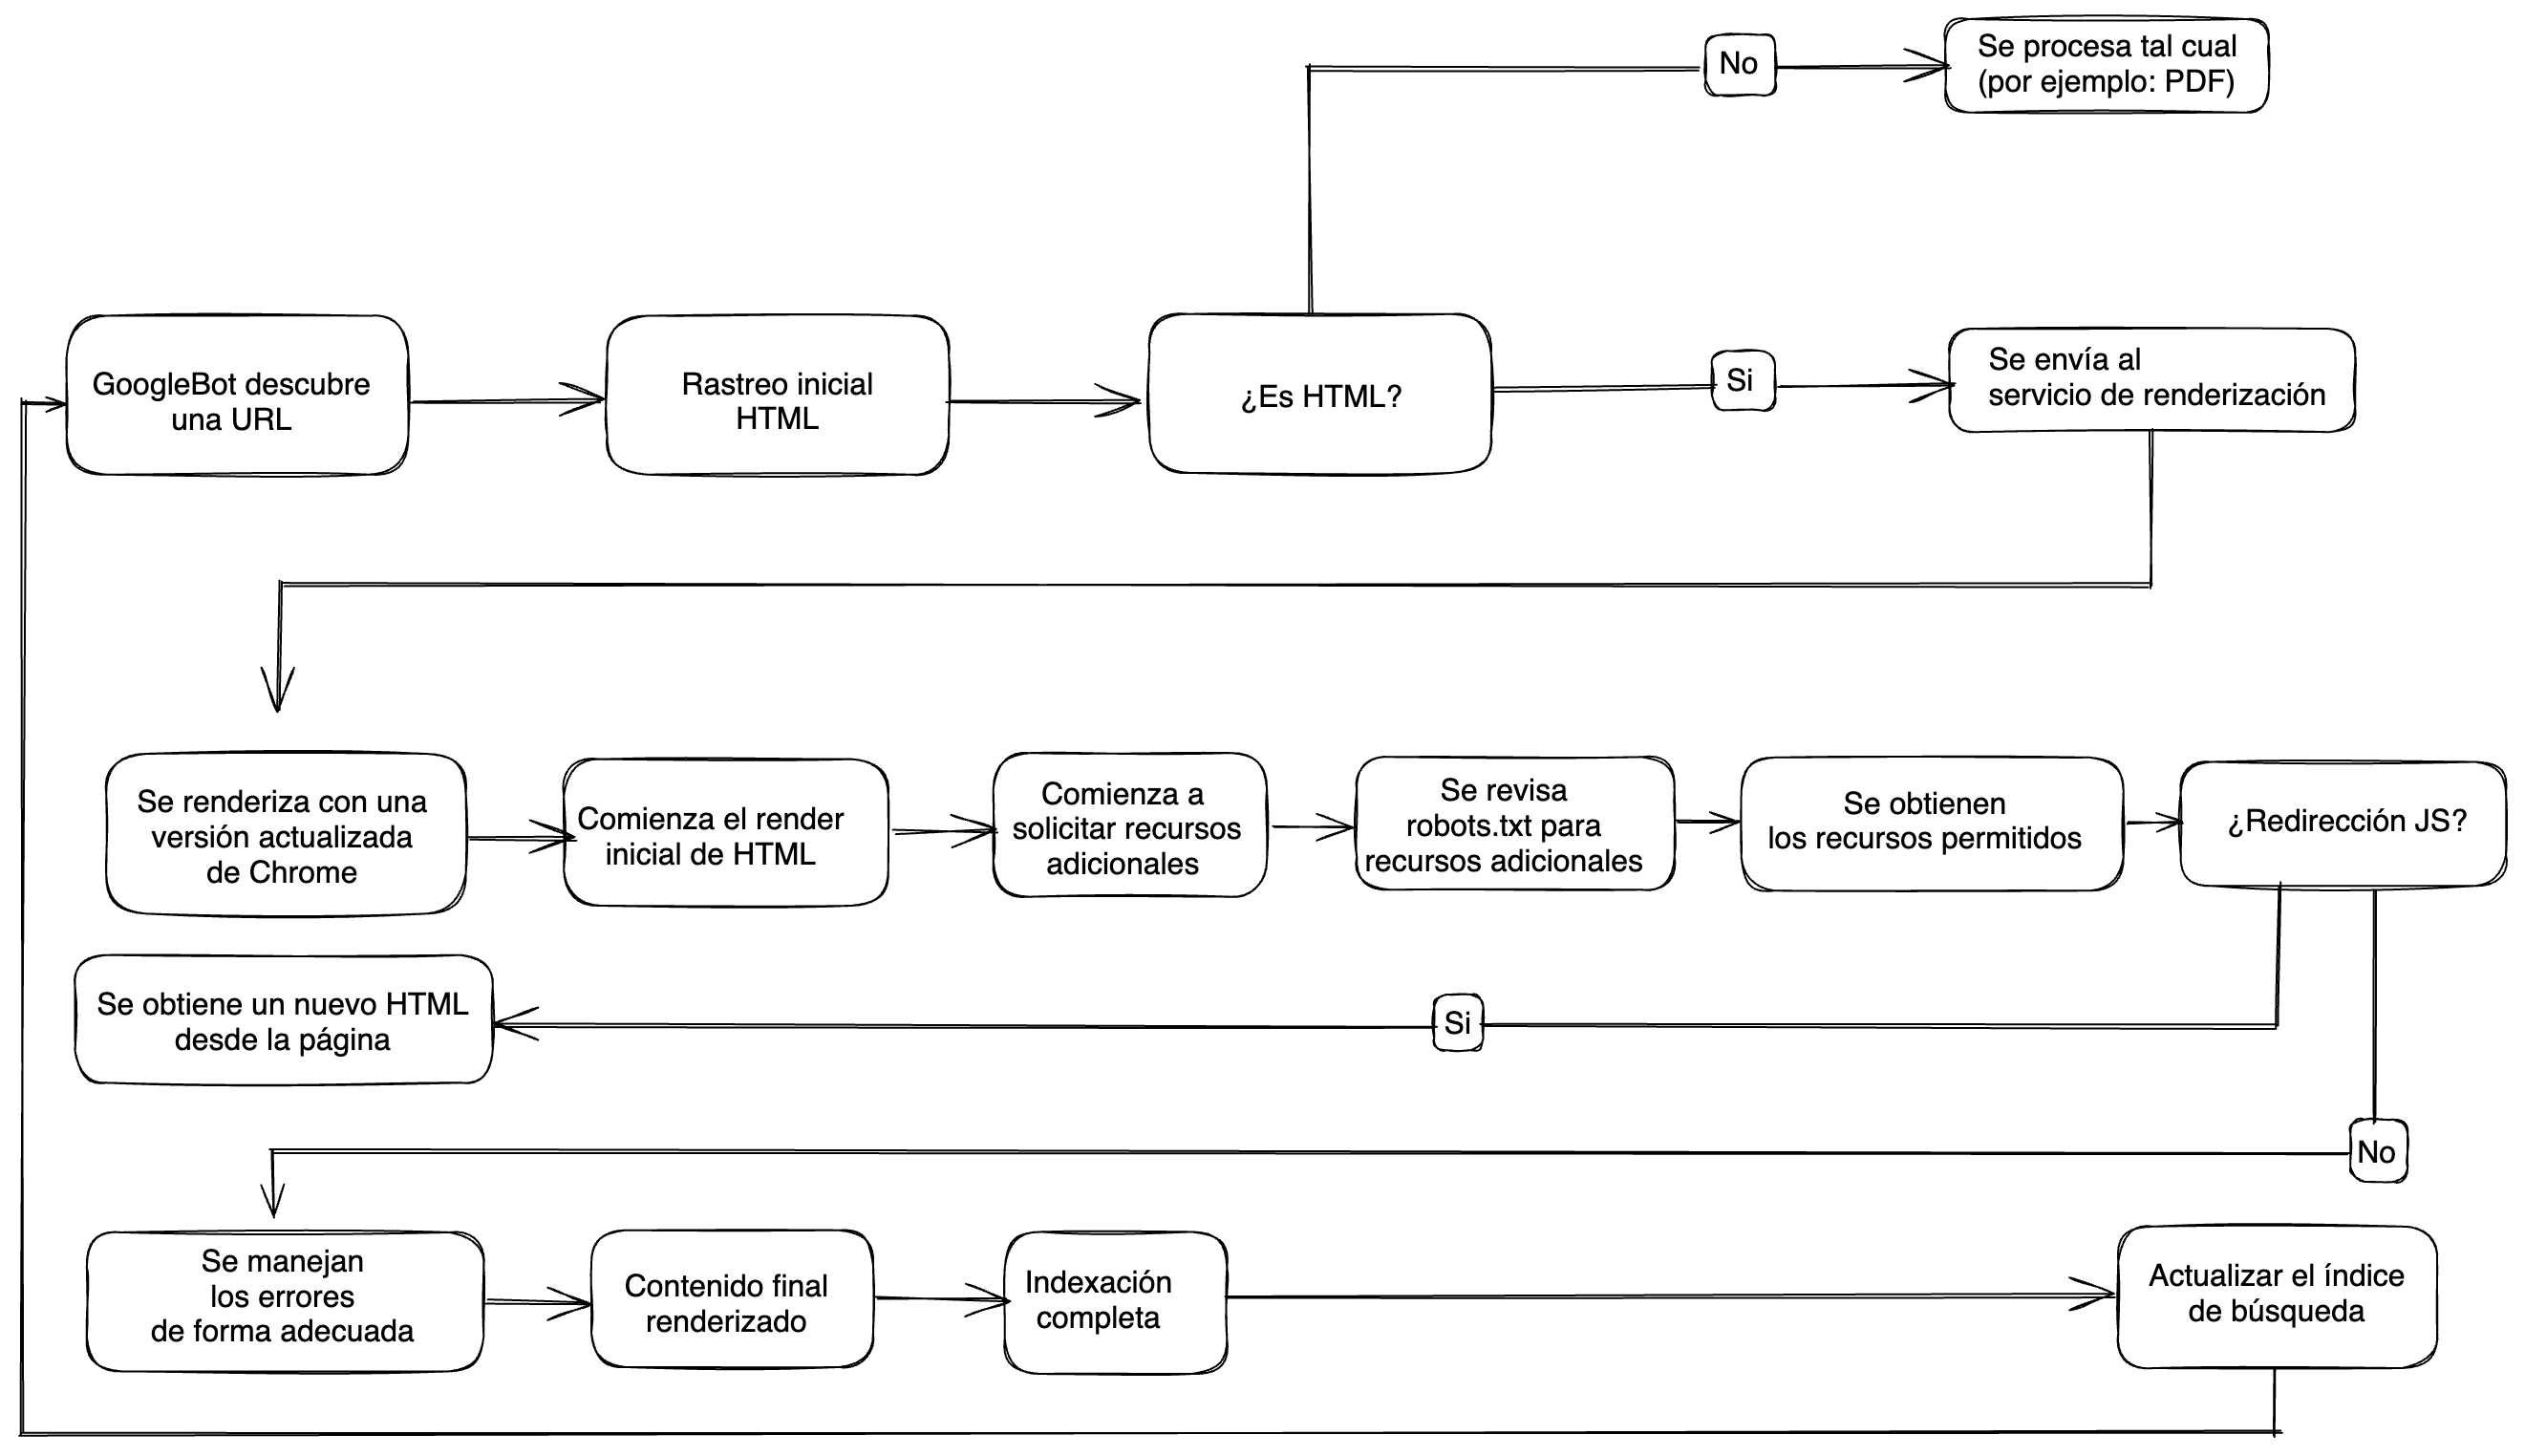 No
Se procesa tal cual
(por ejemplo: PDF)
GoogleBot descubre
una URL
Rastreo inicial
HTML
¿Es HTML?
Si
Se envía al
servicio de renderización
Se renderiza con una
versión actualizada
de Chrome
Comienza el render
inicial de HTML
Comienza a
solicitar recursos
adicionales
Se revisa
robots.txt para
recursos adicionales
Se obtienen
los recursos permitidos
¿Redirección JS?
Se obtiene un nuevo HTML
desde la página
Si
No
Se manejan
los errores
de forma adecuada
Contenido final
renderizado
Indexación
completa
Actualizar el índice
de búsqueda